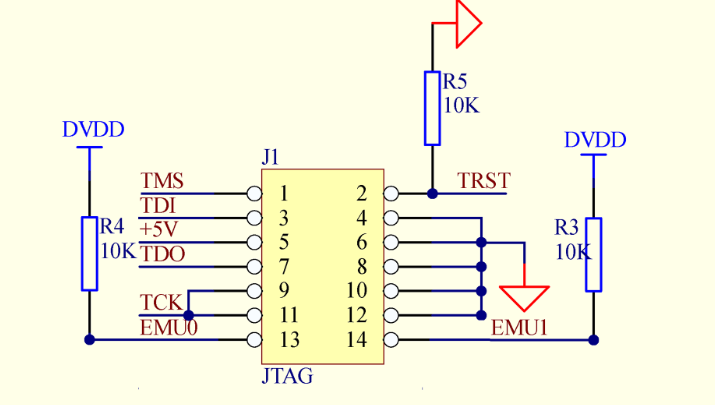 R5
10K
DVDD
DVDD
J1
TMS
1
2
TRST
TDI
3
4
R4
10K
+5V
5
6
R3
10K
TDO
7
8
9
10
TCK
11
12
EMU0
13
14
EMU1
JTAG